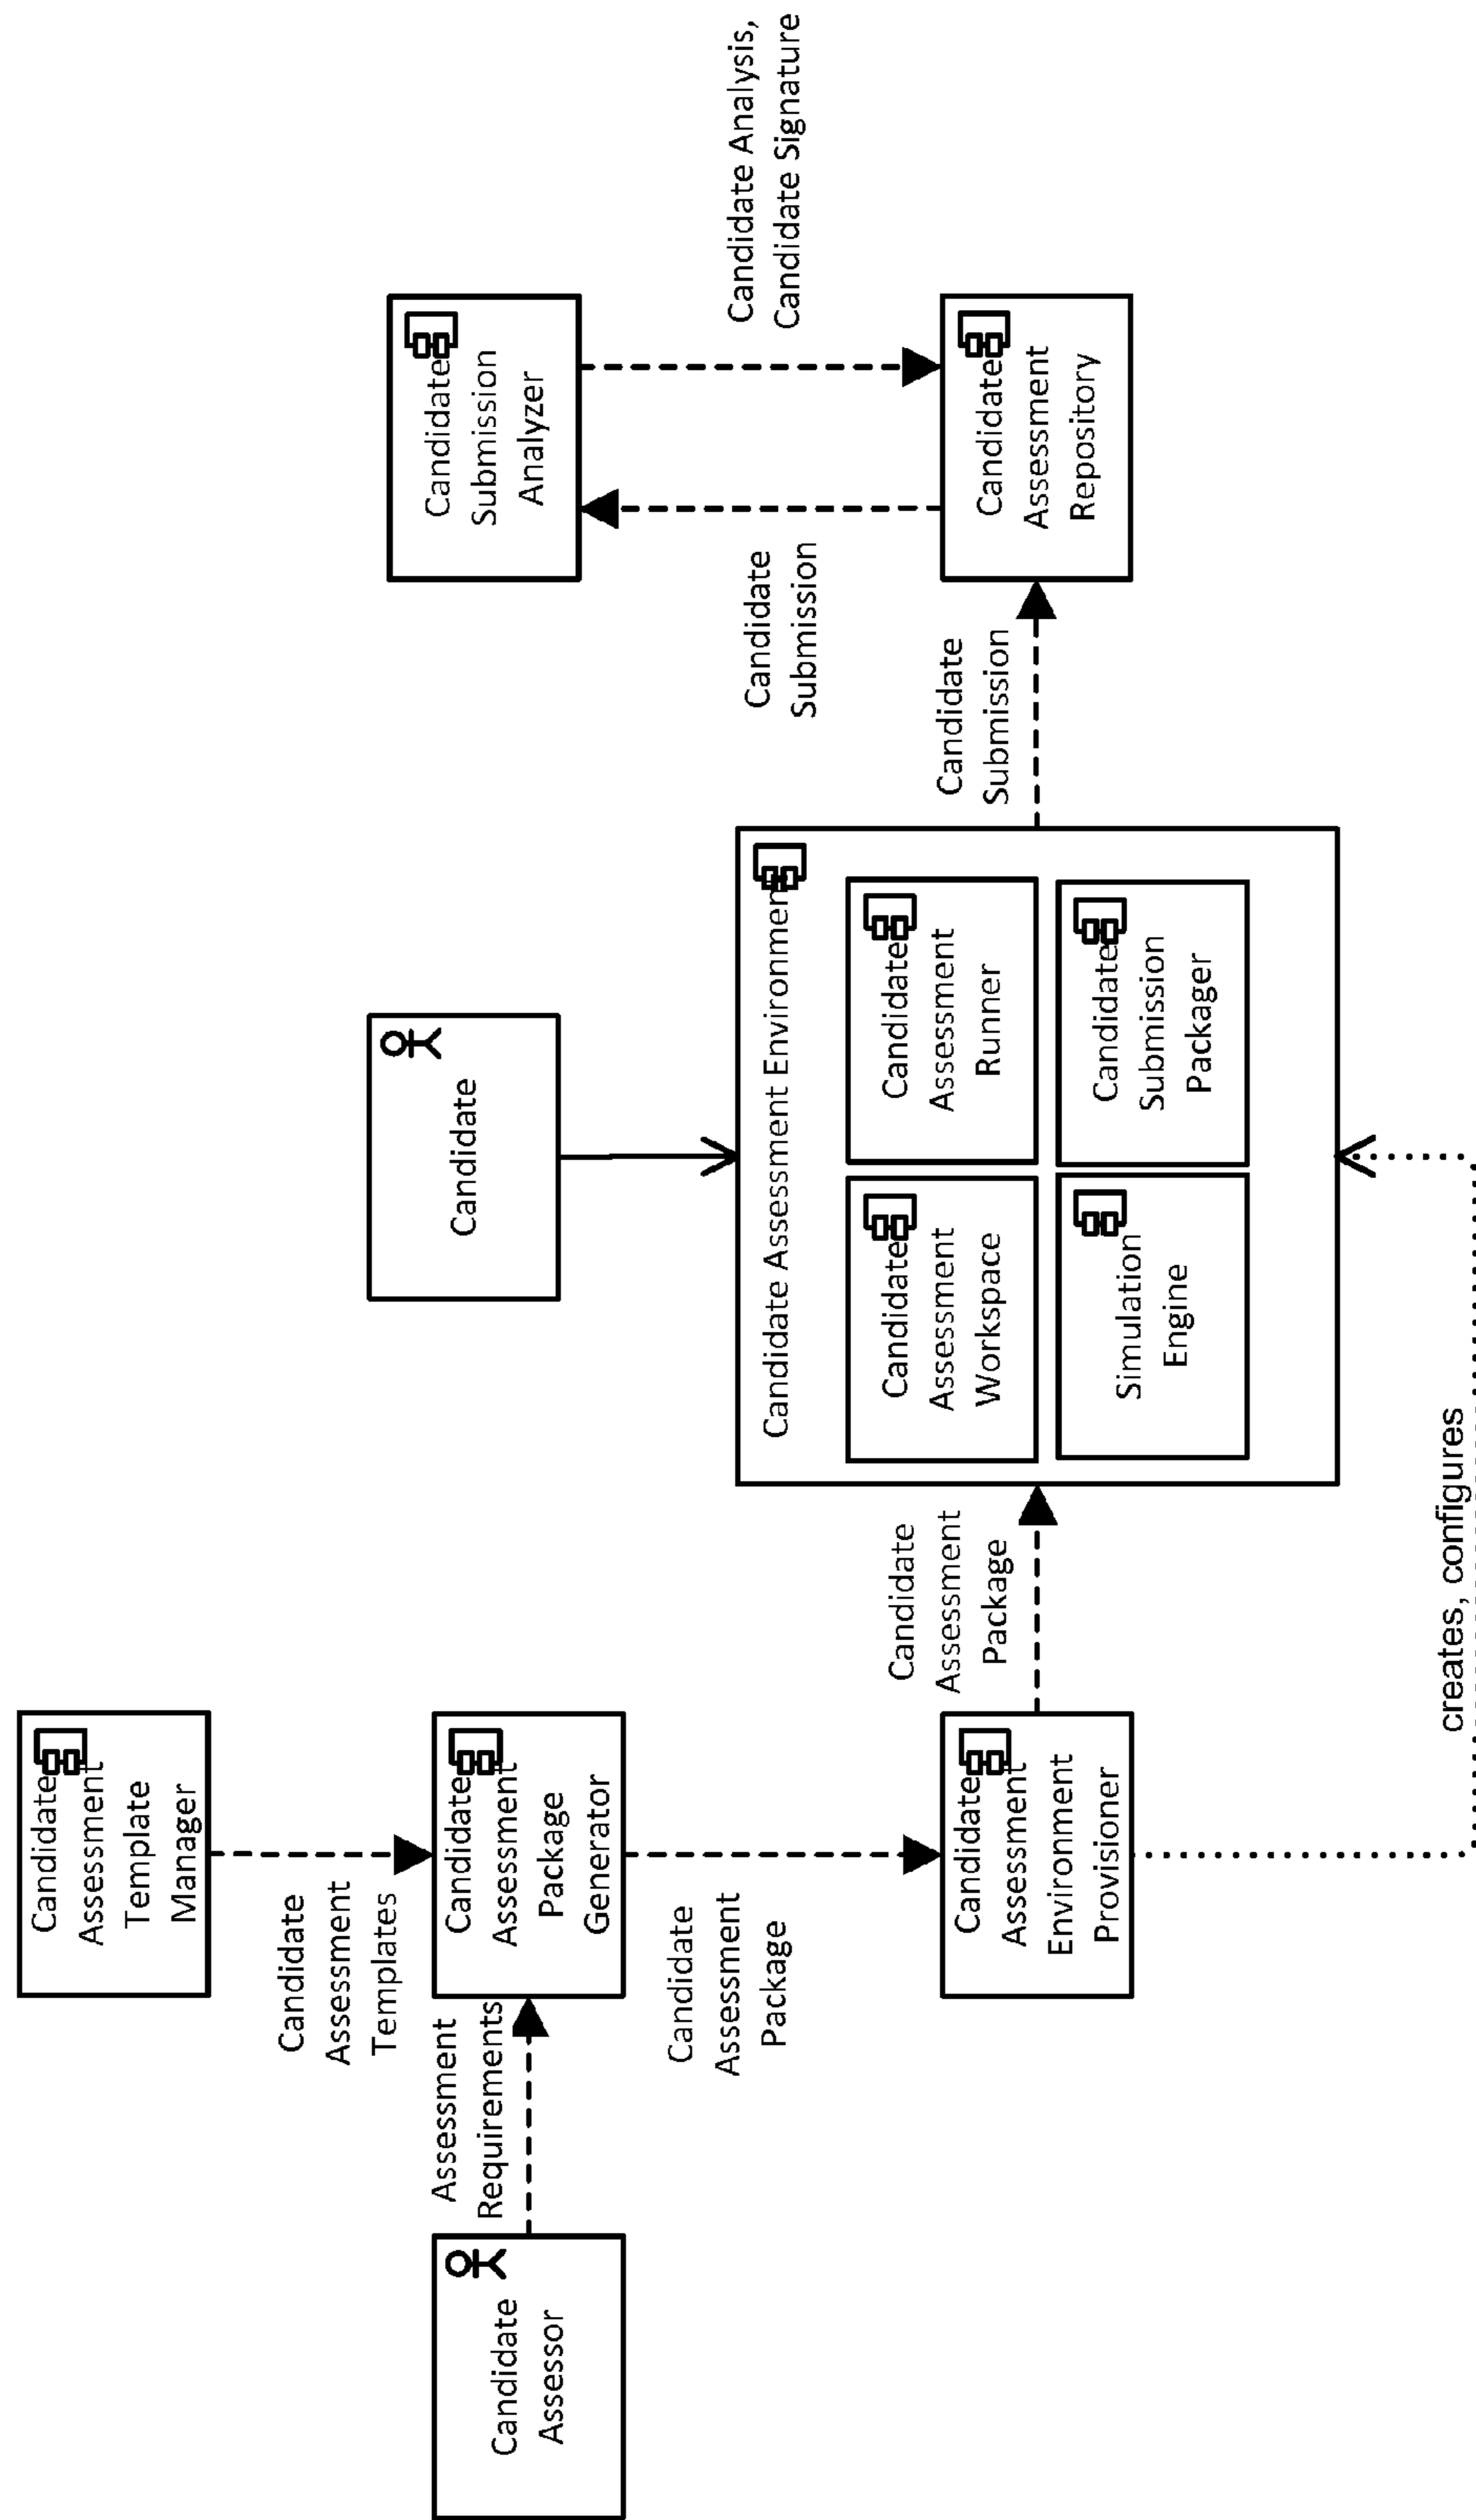 Candidate
Assessment
Template
Manager
Candidate
Assessment
Templates
Candidate
Assessor
Assessment
Requirements
Candidate
Assessment
Package
Generator
Candidate
Assessment
Package
Candidate
Assessment
Environment
Provisioner
Candidate
Assessment
Package
creates, configures
Candidate
Candidate Assessment Environment
Candidate
Assessment
Workspace
Candidate
Assessment
Runner
Simulation
Engine
Candidate
Submission
Packager
Candidate
Submission
Candidate
Submission
Analyzer
Candidate
Submission
Candidate Analysis,
Candidate Signature
Candidate
Assessment
Repository